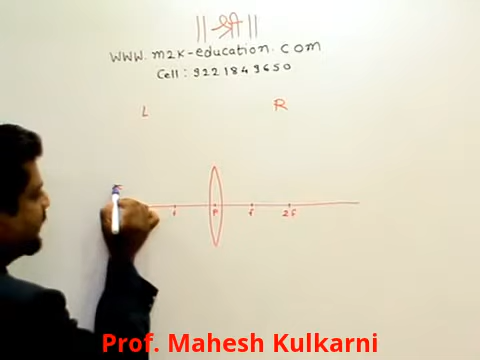 || श्री ||
www.m2k-education.com
Cell : 9221849650
L R
f P f 2f
Prof. Mahesh Kulkarni